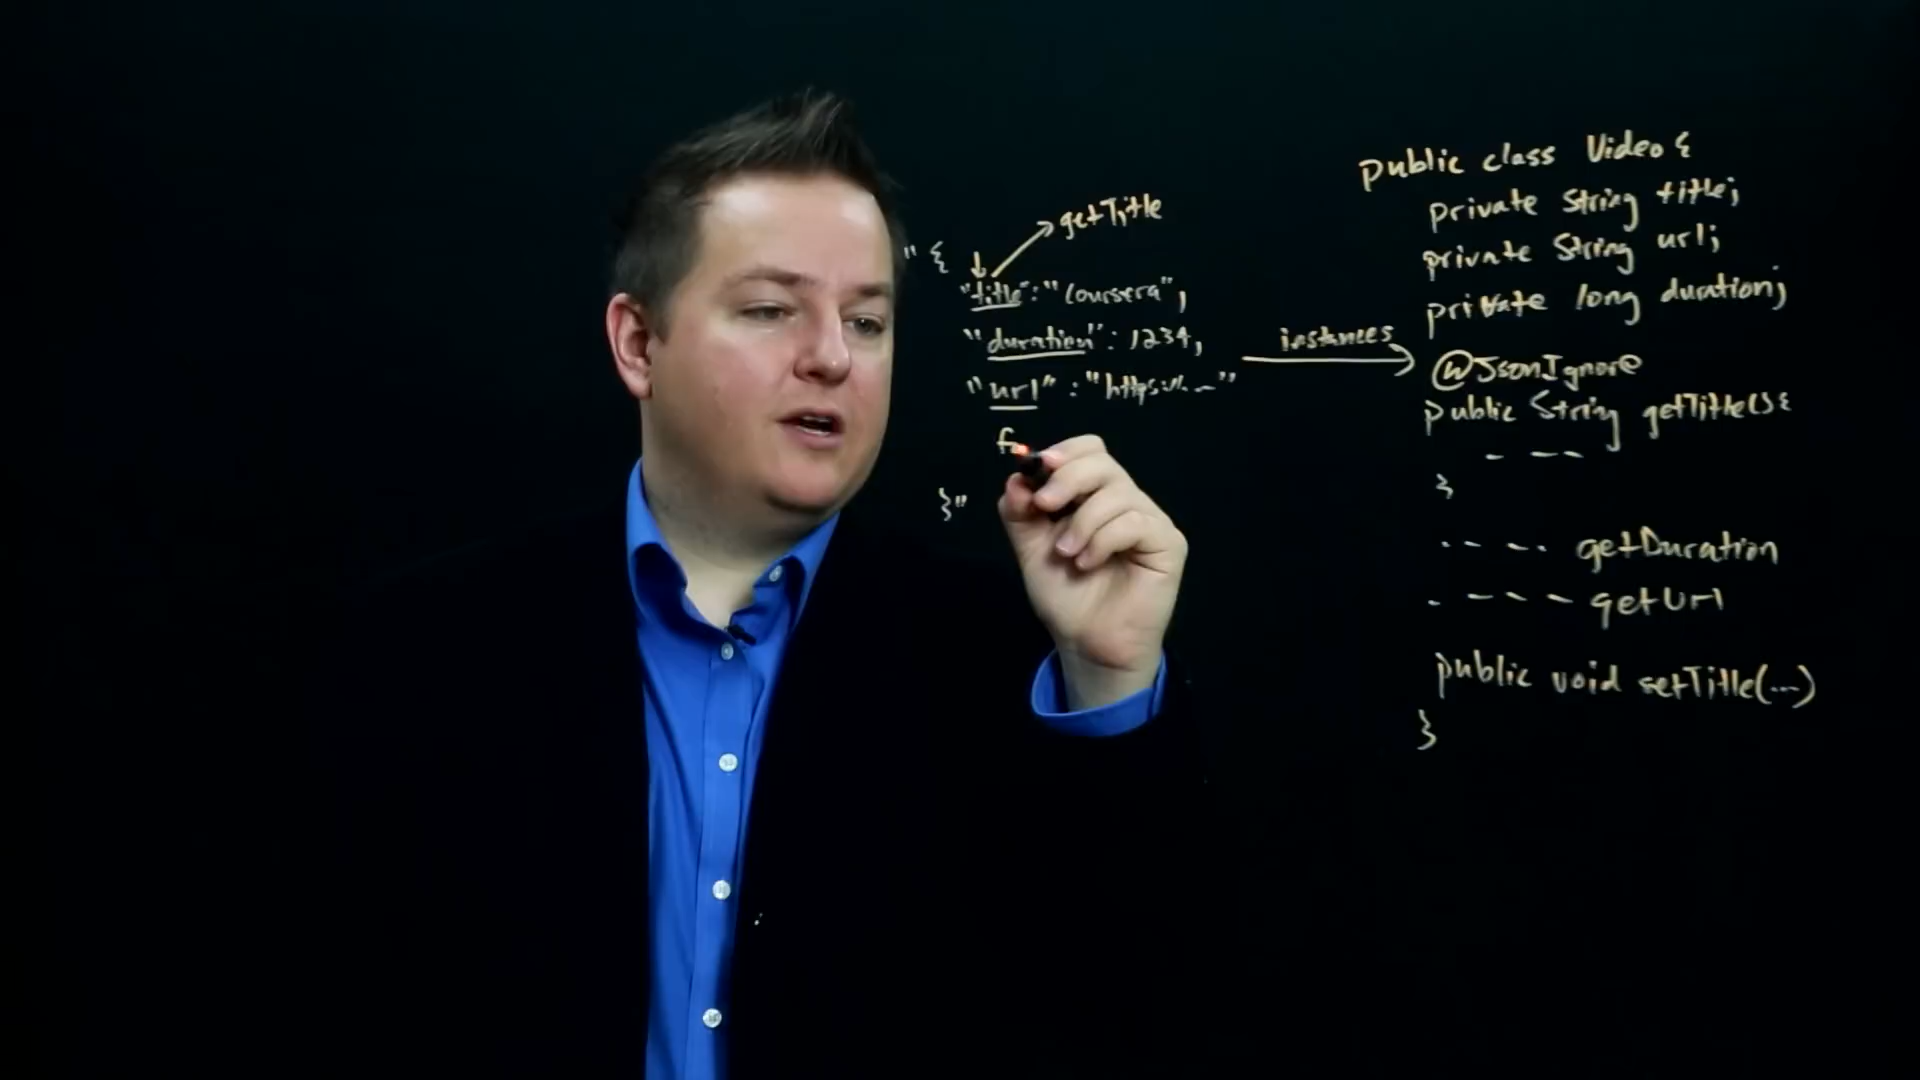 getTitle
"{
"title":"Coursera",
"duration": 1234,
"url" : "https://..."
fo
}"
instances
public class Video {
private String title;
private String url;
private long duration;
@JsonIgnore
public String getTitle(){
- - - -
}
.. -- -. getDuration
. - - - getUrl
public void setTitle(...)
}